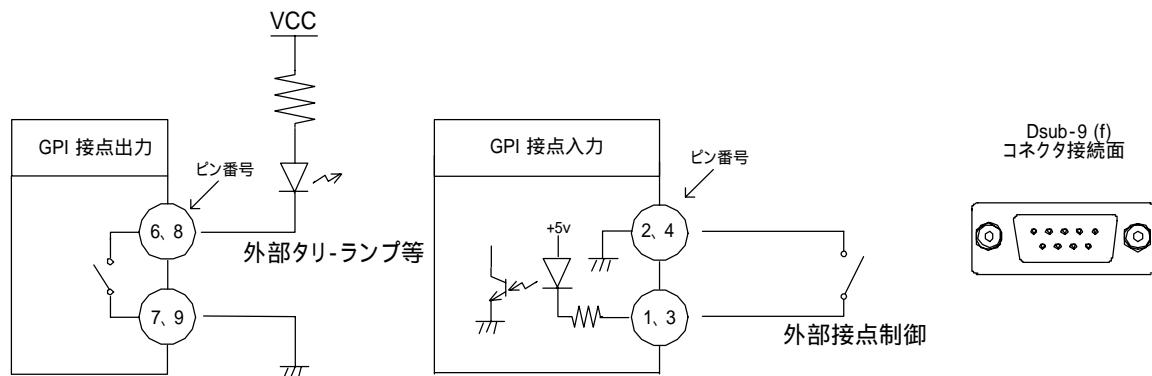 VCC
GPI 接点出力
ピン番号
6、8
外部タリ-ランプ等
7、9
GPI 接点入力
ピン番号
+5v
2、4
1、3
外部接点制御
Dsub-9 (f)
コネクタ接続面